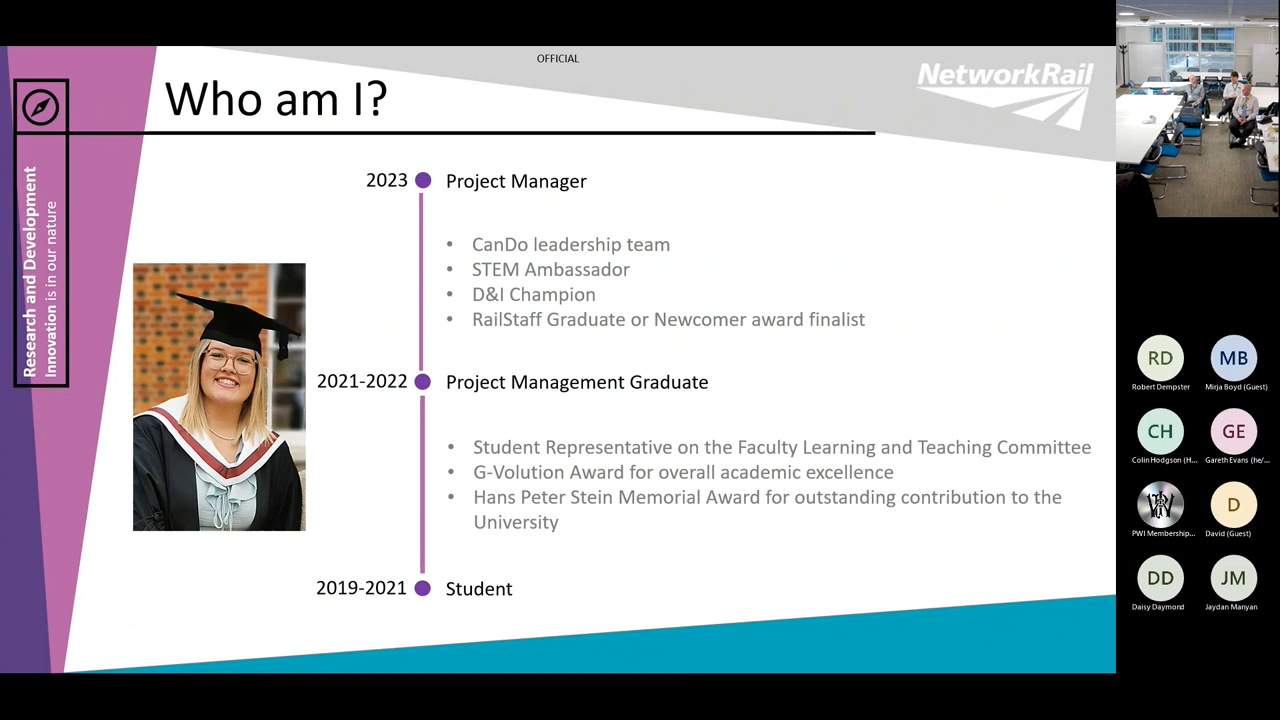 OFFICIAL
NetworkRail
Who am I?
Research and Development
Innovation is in our nature
2023
Project Manager
• CanDo leadership team
• STEM Ambassador
• D&I Champion
• RailStaff Graduate or Newcomer award finalist
2021-2022
Project Management Graduate
• Student Representative on the Faculty Learning and Teaching Committee
• G-Volution Award for overall academic excellence
• Hans Peter Stein Memorial Award for outstanding contribution to the
University
2019-2021
Student
RD
MB
Robert Dempster
Mirja Boyd (Guest)
CH
GE
Colin Hodgson (H...
Gareth Evans (he/...
D
PWI Membership...
David (Guest)
DD
JM
Daisy Daymond
Jaydan Manyan